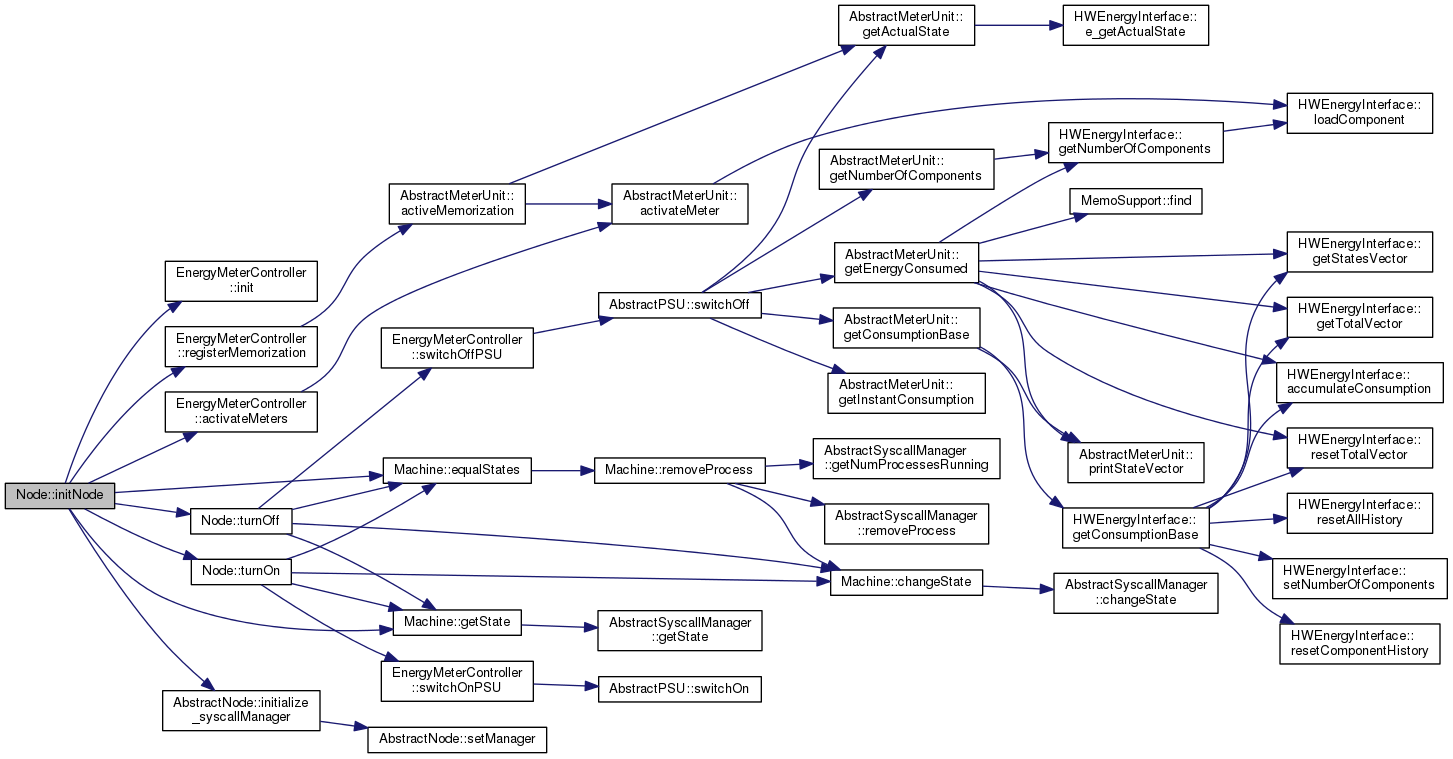 Node::initNode
EnergyMeterController
::init
EnergyMeterController
::registerMemorization
EnergyMeterController
::activateMeters
Node::turnOff
Node::turnOn
AbstractNode::initialize
_syscallManager
AbstractMeterUnit::
activeMemorization
EnergyMeterController
::switchOffPSU
Machine::equalStates
Machine::getState
EnergyMeterController
::switchOnPSU
AbstractNode::setManager
AbstractMeterUnit::
activateMeter
AbstractPSU::switchOff
Machine::removeProcess
AbstractSyscallManager
::getState
AbstractPSU::switchOn
AbstractMeterUnit::
getActualState
AbstractMeterUnit::
getNumberOfComponents
AbstractMeterUnit::
getEnergyConsumed
AbstractMeterUnit::
getConsumptionBase
AbstractMeterUnit::
getInstantConsumption
AbstractSyscallManager
::getNumProcessesRunning
AbstractSyscallManager
::removeProcess
Machine::changeState
HWEnergyInterface::
e_getActualState
HWEnergyInterface::
getNumberOfComponents
MemoSupport::find
AbstractMeterUnit::
printStateVector
HWEnergyInterface::
getConsumptionBase
AbstractSyscallManager
::changeState
HWEnergyInterface::
loadComponent
HWEnergyInterface::
getStatesVector
HWEnergyInterface::
getTotalVector
HWEnergyInterface::
accumulateConsumption
HWEnergyInterface::
resetTotalVector
HWEnergyInterface::
resetAllHistory
HWEnergyInterface::
setNumberOfComponents
HWEnergyInterface::
resetComponentHistory